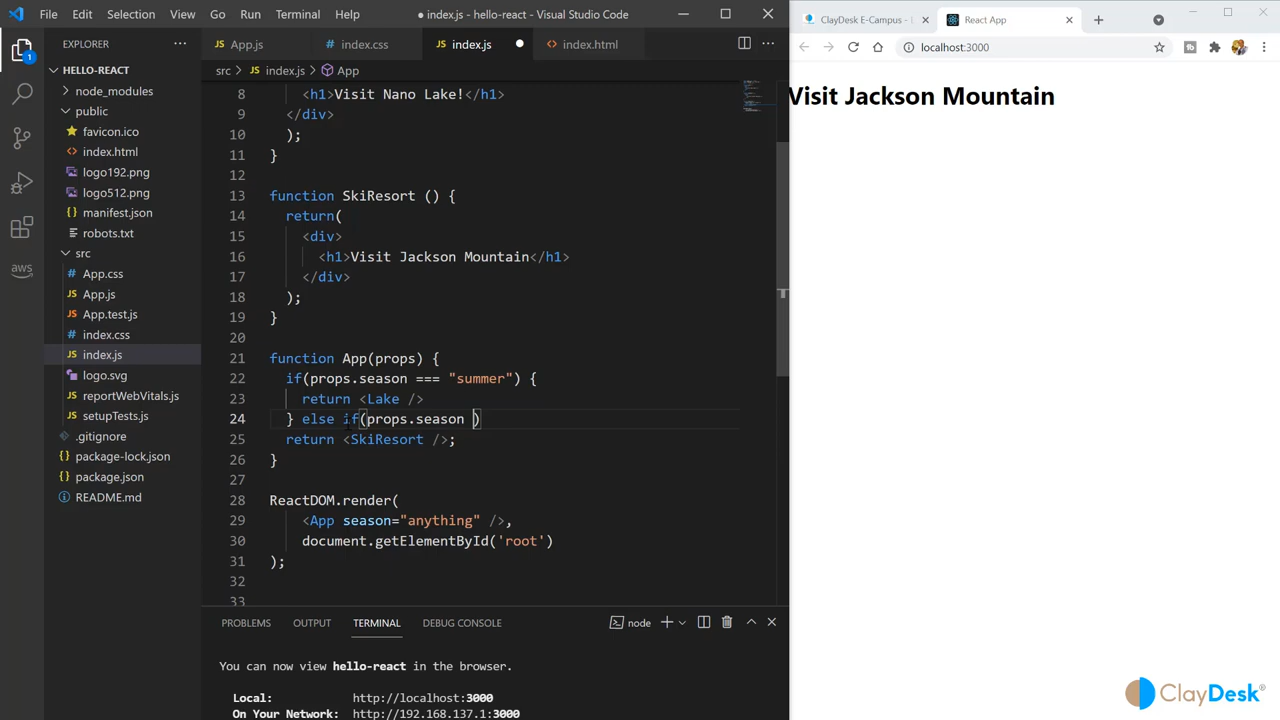 File Edit Selection View Go Run Terminal Help ● index.js - hello-react - Visual Studio Code
ClayDesk E-Campus - L React App
EXPLORER
App.js index.css index.js index.html
localhost:3000
HELLO-REACT
node_modules
public
favicon.ico
index.html
logo192.png
logo512.png
manifest.json
robots.txt
src
App.css
App.js
App.test.js
index.css
index.js
logo.svg
reportWebVitals.js
setupTests.js
.gitignore
package-lock.json
package.json
README.md
1
aws
src > index.js > App
8 <h1>Visit Nano Lake!</h1>
9 </div>
10 );
11 }
12
13 function SkiResort () {
14 return(
15 <div>
16 <h1>Visit Jackson Mountain</h1>
17 </div>
18 );
19 }
20
21 function App(props) {
22 if(props.season === "summer") {
23 return <Lake />
24 } else if(props.season )
25 return <SkiResort />;
26 }
27
28 ReactDOM.render(
29 <App season="anything" />,
30 document.getElementById('root')
31 );
32
33
PROBLEMS OUTPUT TERMINAL DEBUG CONSOLE node
You can now view hello-react in the browser.
Local: http://localhost:3000
On Your Network: http://192.168.137.1:3000
Visit Jackson Mountain
ClayDesk®